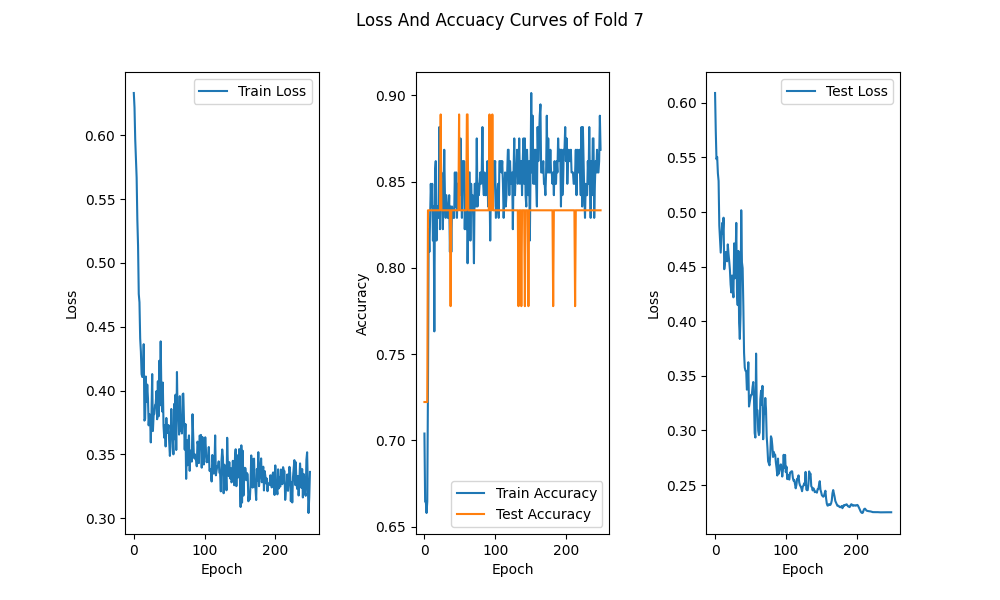 Loss And Accuacy Curves of Fold 7
Train Loss
0.60
0.55
0.50
0.45
0.40
0.35
0.30
Loss
0
100
200
Epoch
0.90
0.85
0.80
0.75
0.70
0.65
Accuracy
Train Accuracy
Test Accuracy
0
100
200
Epoch
Test Loss
0.60
0.55
0.50
0.45
0.40
0.35
0.30
0.25
Loss
0
100
200
Epoch